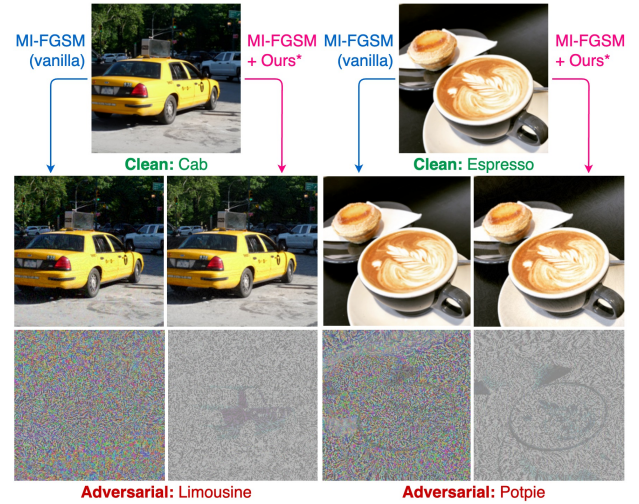 MI-FGSM
(vanilla)
MI-FGSM
+ Ours*
Clean: Cab
MI-FGSM
(vanilla)
MI-FGSM
+ Ours*
Clean: Espresso
Adversarial: Limousine
Adversarial: Potpie